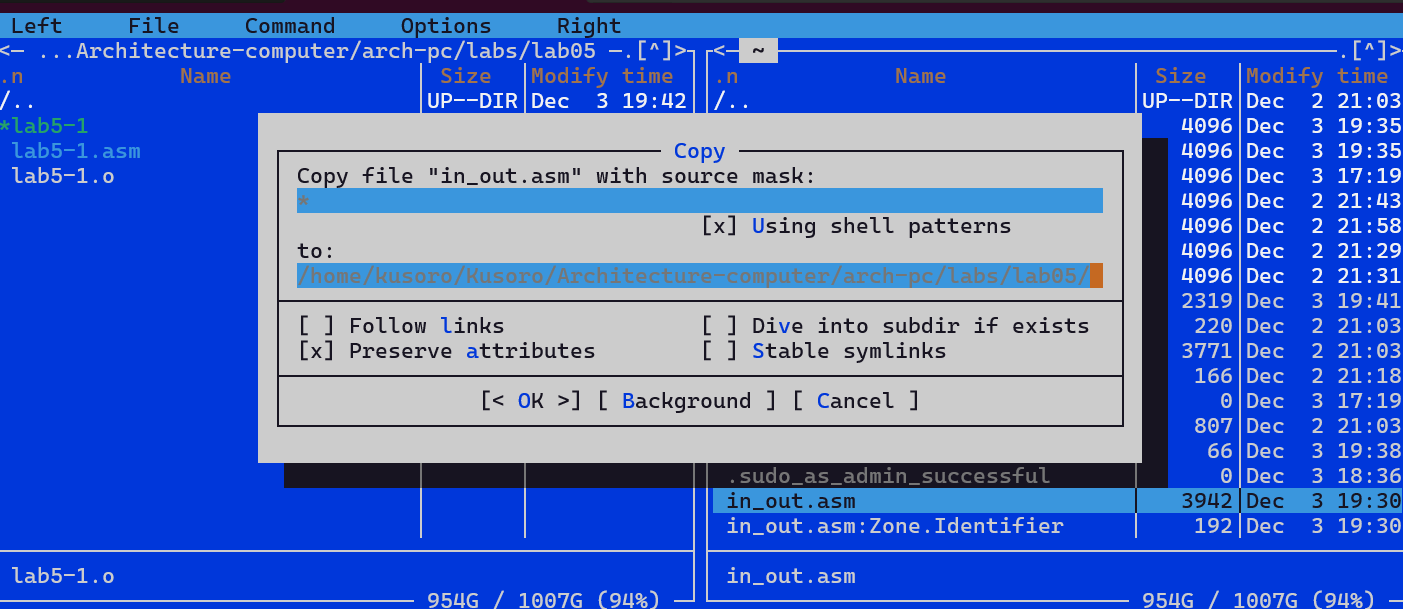 Left File Command Options Right
<─ ...Architecture-computer/arch-pc/labs/lab05 ─.[^]>
.n Name Size Modify time
/.. UP--DIR Dec 3 19:42
*lab5-1
lab5-1.asm
lab5-1.o
lab5-1.o
954G / 1007G (94%)
<─ ~ .[^]>
.n Name Size Modify time
/.. UP--DIR Dec 2 21:03
4096 Dec 3 19:35
4096 Dec 3 19:35
4096 Dec 3 17:19
4096 Dec 2 21:43
4096 Dec 2 21:58
4096 Dec 2 21:29
4096 Dec 2 21:31
2319 Dec 3 19:41
220 Dec 2 21:03
3771 Dec 2 21:03
166 Dec 2 21:18
0 Dec 3 17:19
807 Dec 2 21:03
66 Dec 3 19:38
.sudo_as_admin_successful 0 Dec 3 18:36
in_out.asm 3942 Dec 3 19:30
in_out.asm:Zone.Identifier 192 Dec 3 19:30
in_out.asm
954G / 1007G (94%)
Copy
Copy file "in_out.asm" with source mask:
*
[x] Using shell patterns
to:
/home/kusoro/Kusoro/Architecture-computer/arch-pc/labs/lab05/
[ ] Follow links [ ] Dive into subdir if exists
[x] Preserve attributes [ ] Stable symlinks
[< OK >] [ Background ] [ Cancel ]